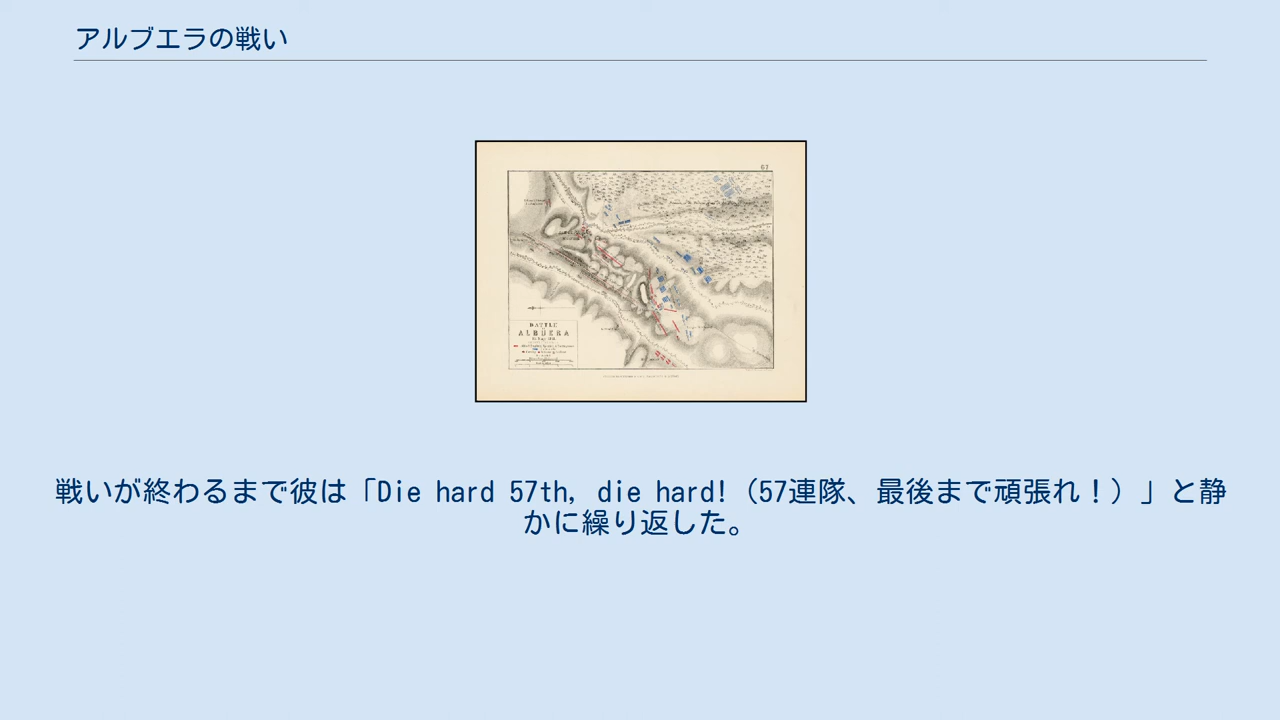 アルブエラの戦い
67
BATTLE
ALBUERA
戦いが終わるまで彼は「Die hard 57th, die hard!（57連隊、最後まで頑張れ！）」と静
かに繰り返した。